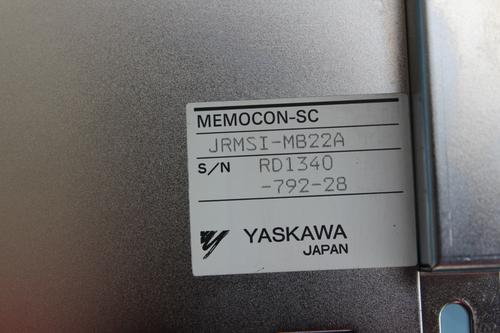 MEMOCON-SC
JRMSI-MB22A
S/N RD1340
-792-28
YASKAWA
JAPAN